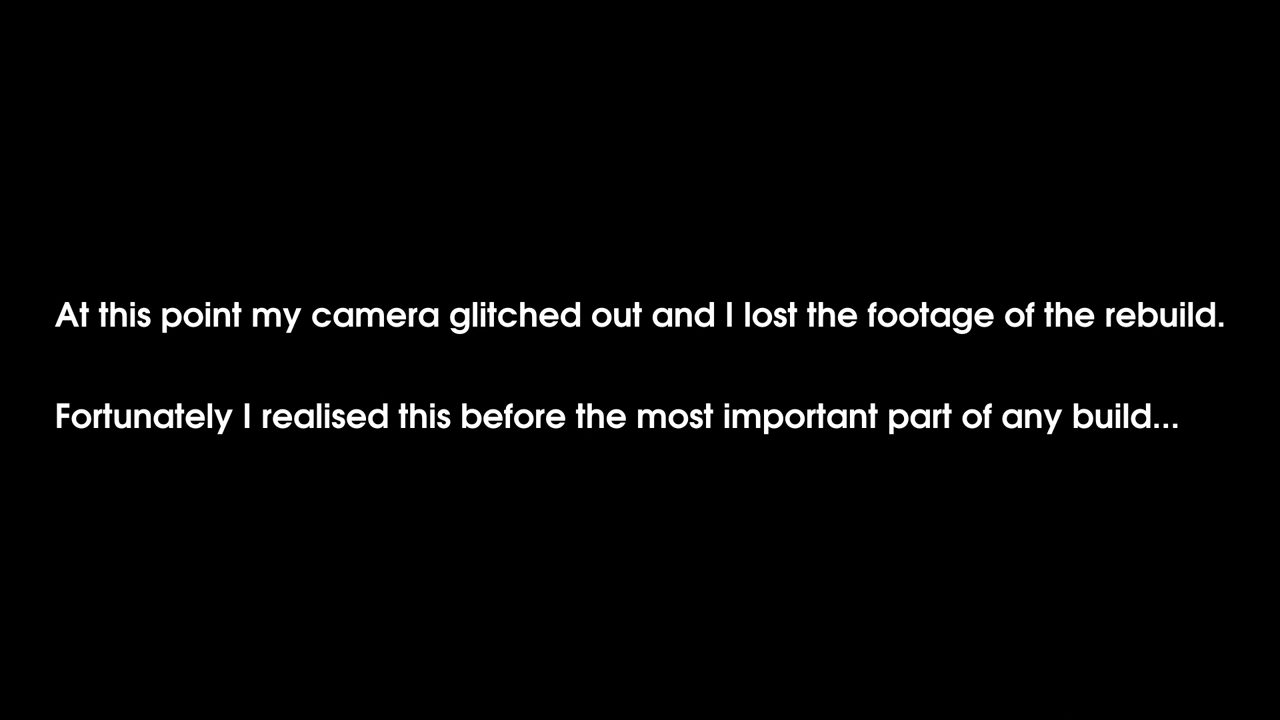 At this point my camera glitched out and I lost the footage of the rebuild.
Fortunately I realised this before the most important part of any build...